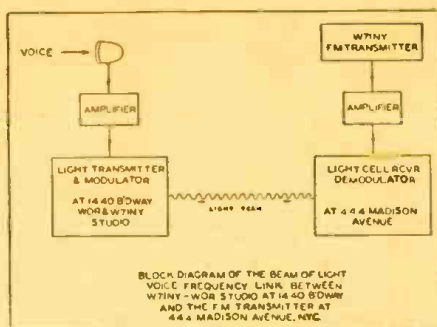 VOICE
AMPLIFIER
LIGHT TRANSMITTER
& MODULATOR
AT 1440 B'DWAY
WOR & W71NY
STUDIO
LIGHT BEAM
W71NY
FM TRANSMITTER
AMPLIFIER
LIGHT CELL RCVR
DEMODULATOR
AT 444 MADISON
AVENUE
BLOCK DIAGRAM OF THE BEAM OF LIGHT
VOICE FREQUENCY LINK BETWEEN
W71NY-WOR STUDIO AT 1440 B'DWAY
AND THE FM TRANSMITTER AT
444 MADISON AVENUE, NYC